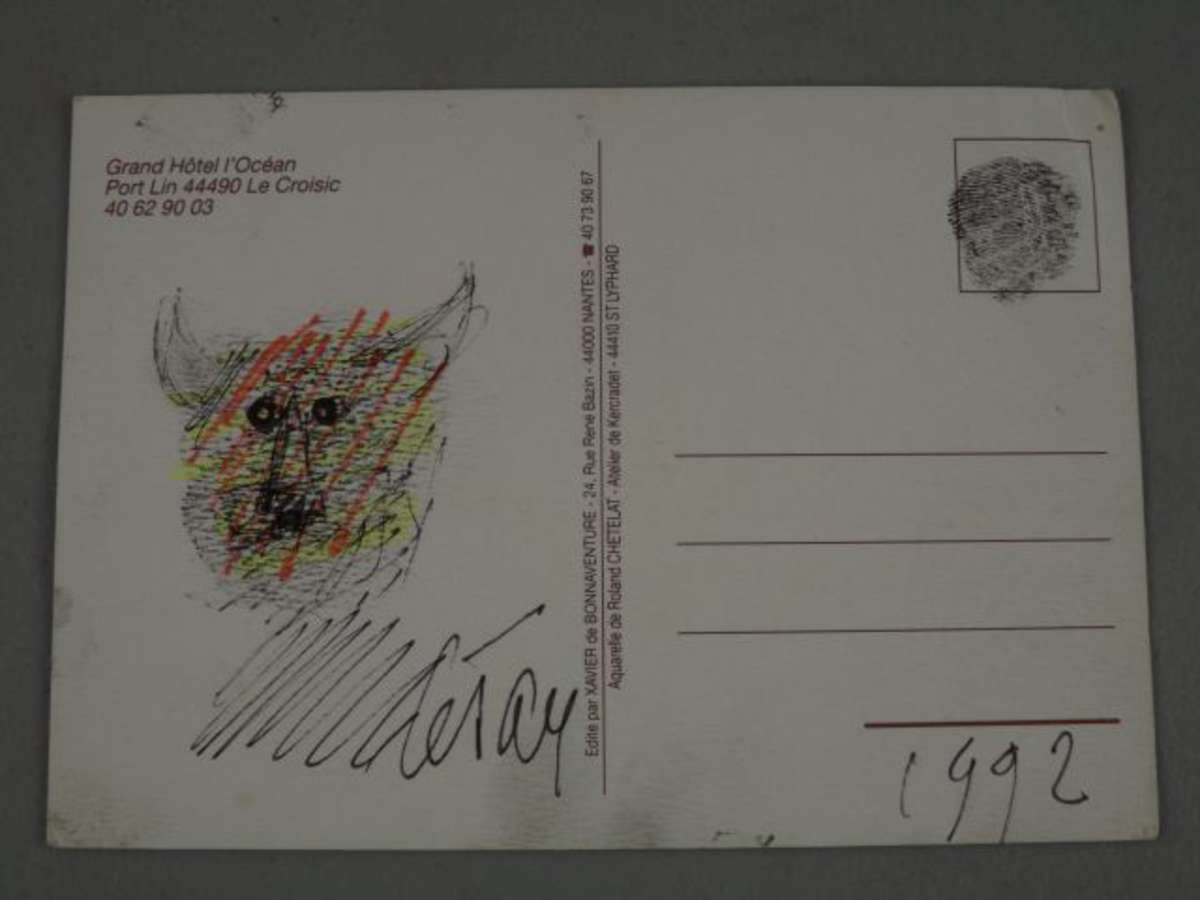 Grand Hôtel l'Océan
Port Lin 44490 Le Croisic
40 62 90 03
Edité par XAVIER de BONNAVENTURE - 24, Rue René Bazin - 44000 NANTES - ☎ 40 73 90 67
Aquarelle de Roland CHETELAT - Atelier de Kercradet - 44410 ST LYPHARD
1992